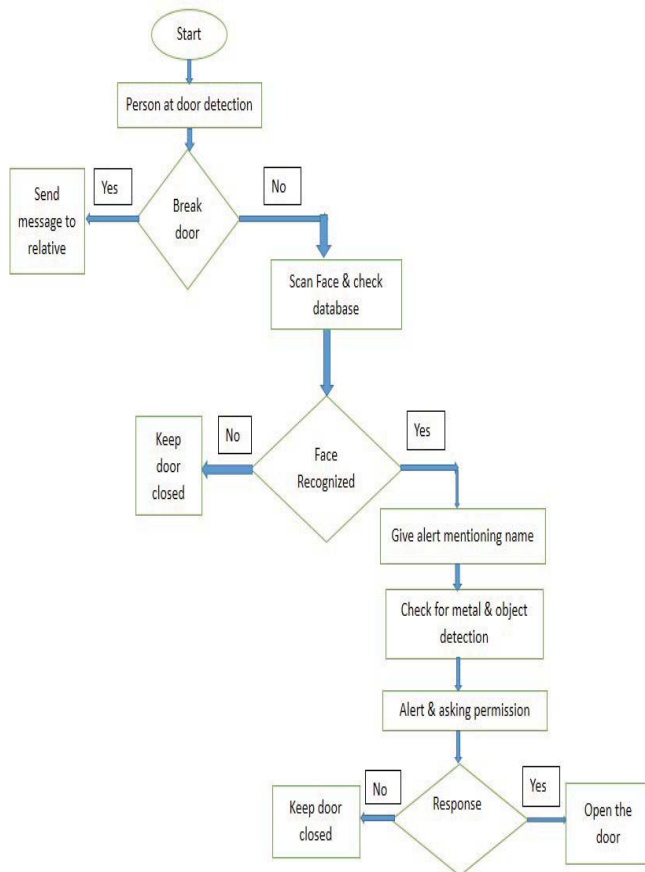 Start
Person at door detection
Yes
No
Send
message to
relative
Break
door
Scan Face & check
database
No
Yes
Keep
door
closed
Face
Recognized
Give alert mentioning name
Check for metal & object
detection
Alert & asking permission
No
Yes
Keep door
closed
Response
Open the
door